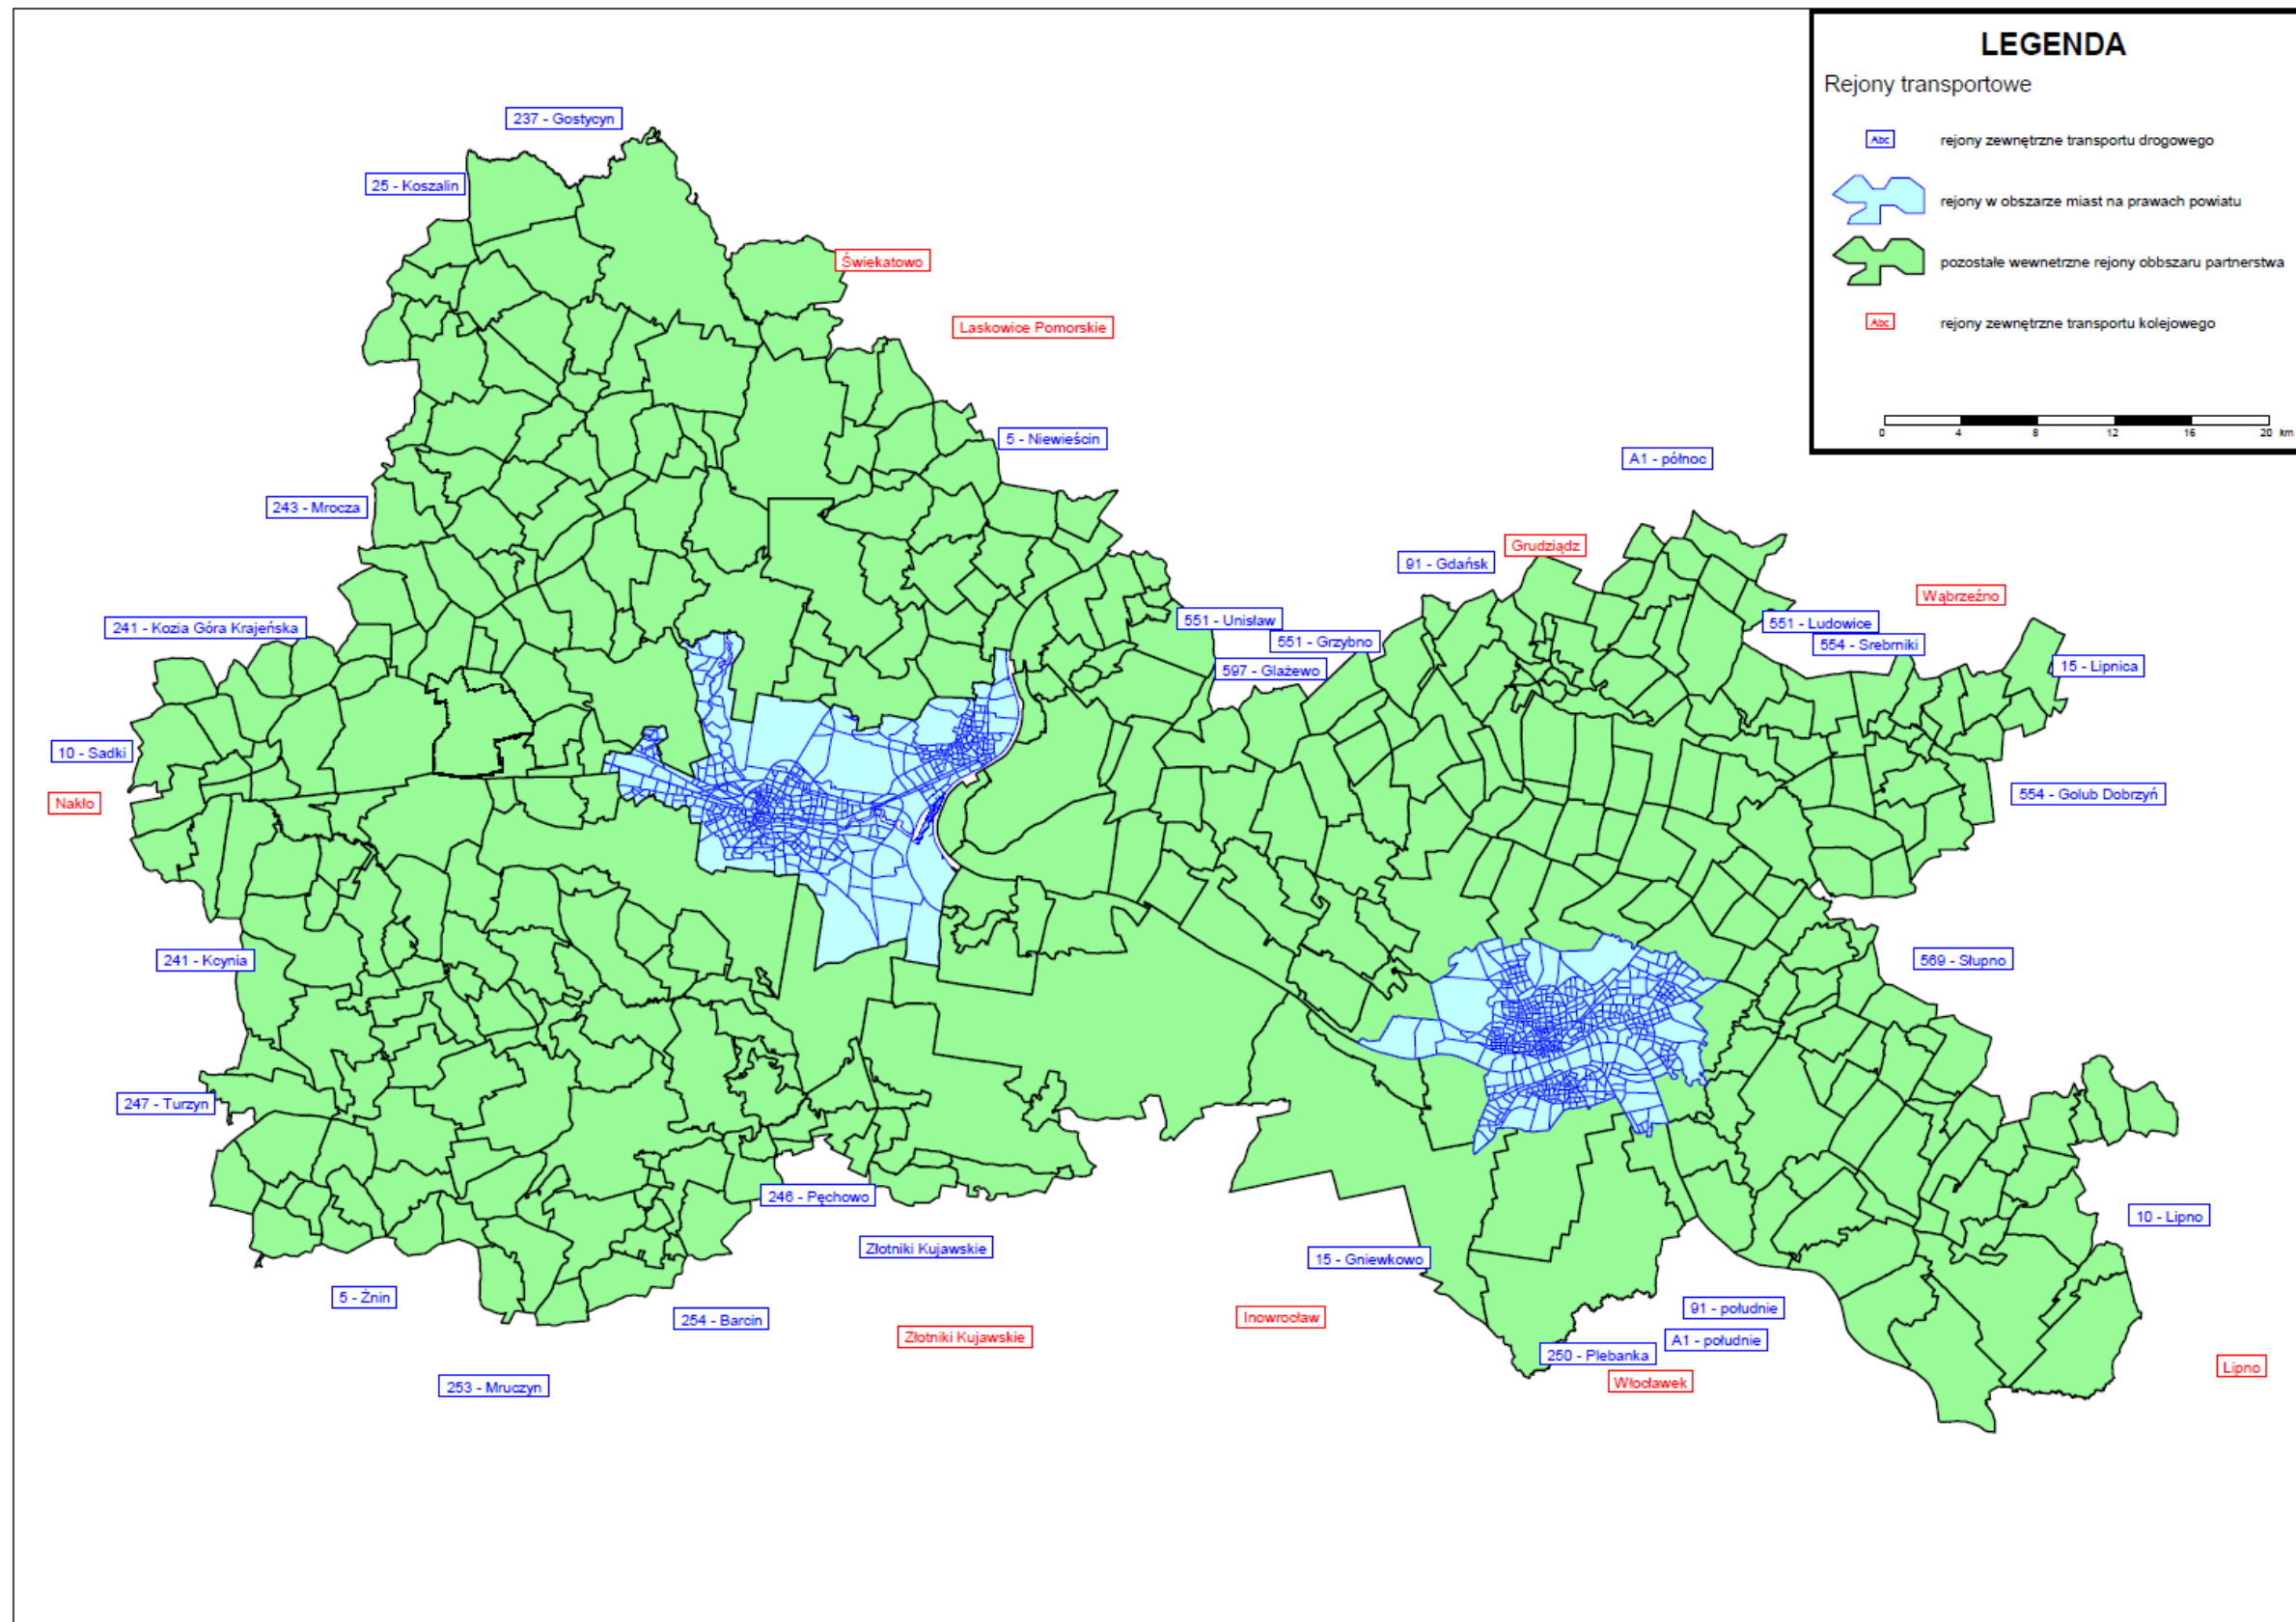 LEGENDA
Rejony transportowe
Abc rejony zewnętrzne transportu drogowego
rejony w obszarze miast na prawach powiatu
pozostałe wewnetrzne rejony obbszaru partnerstwa
Abc rejony zewnętrzne transportu kolejowego
0 4 8 12 16 20 km
237 - Gostycyn
25 - Koszalin
Świekatowo
Laskowice Pomorskie
5 - Niewieścin
A1 - północ
243 - Mrocza
Grudziądz
91 - Gdańsk
Wąbrzeźno
551 - Unisław
551 - Ludowice
241 - Kozia Góra Krajeńska
551 - Grzybno
554 - Srebrniki
597 - Glażewo
15 - Lipnica
10 - Sadki
554 - Golub Dobrzyń
Nakło
241 - Kcynia
569 - Słupno
247 - Turzyn
246 - Pęchowo
10 - Lipno
Złotniki Kujawskie
15 - Gniewkowo
5 - Żnin
91 - południe
254 - Barcin
Inowrocław
Złotniki Kujawskie
A1 - południe
250 - Plebanka
Lipno
Włocławek
253 - Mruczyn